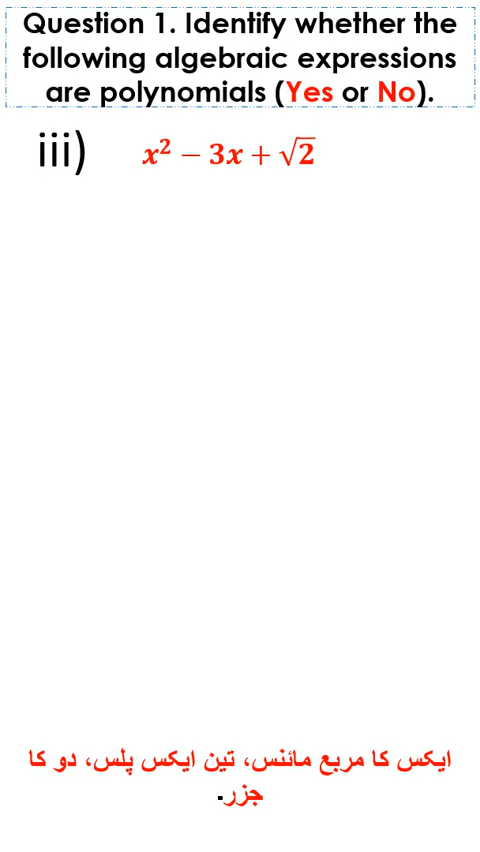 Question 1. Identify whether the
following algebraic expressions
are polynomials (Yes or No).
iii) x² − 3x + √2
ایکس کا مربع مائنس، تین ایکس پلس، دو کا
جزر۔